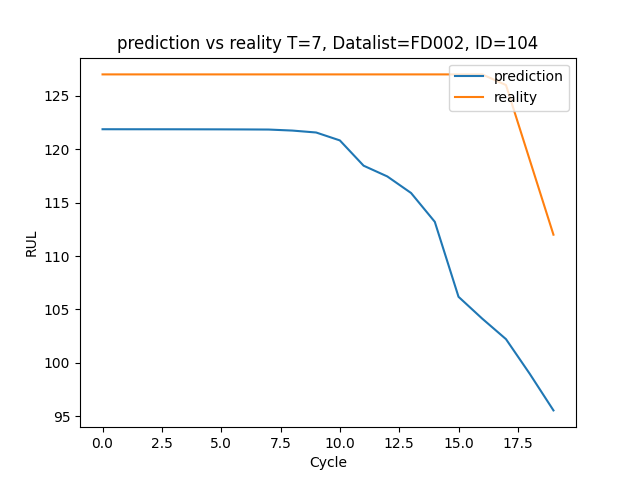 prediction vs reality T=7, Datalist=FD002, ID=104
prediction
reality
125
120
115
110
105
100
95
RUL
0.0 2.5 5.0 7.5 10.0 12.5 15.0 17.5
Cycle